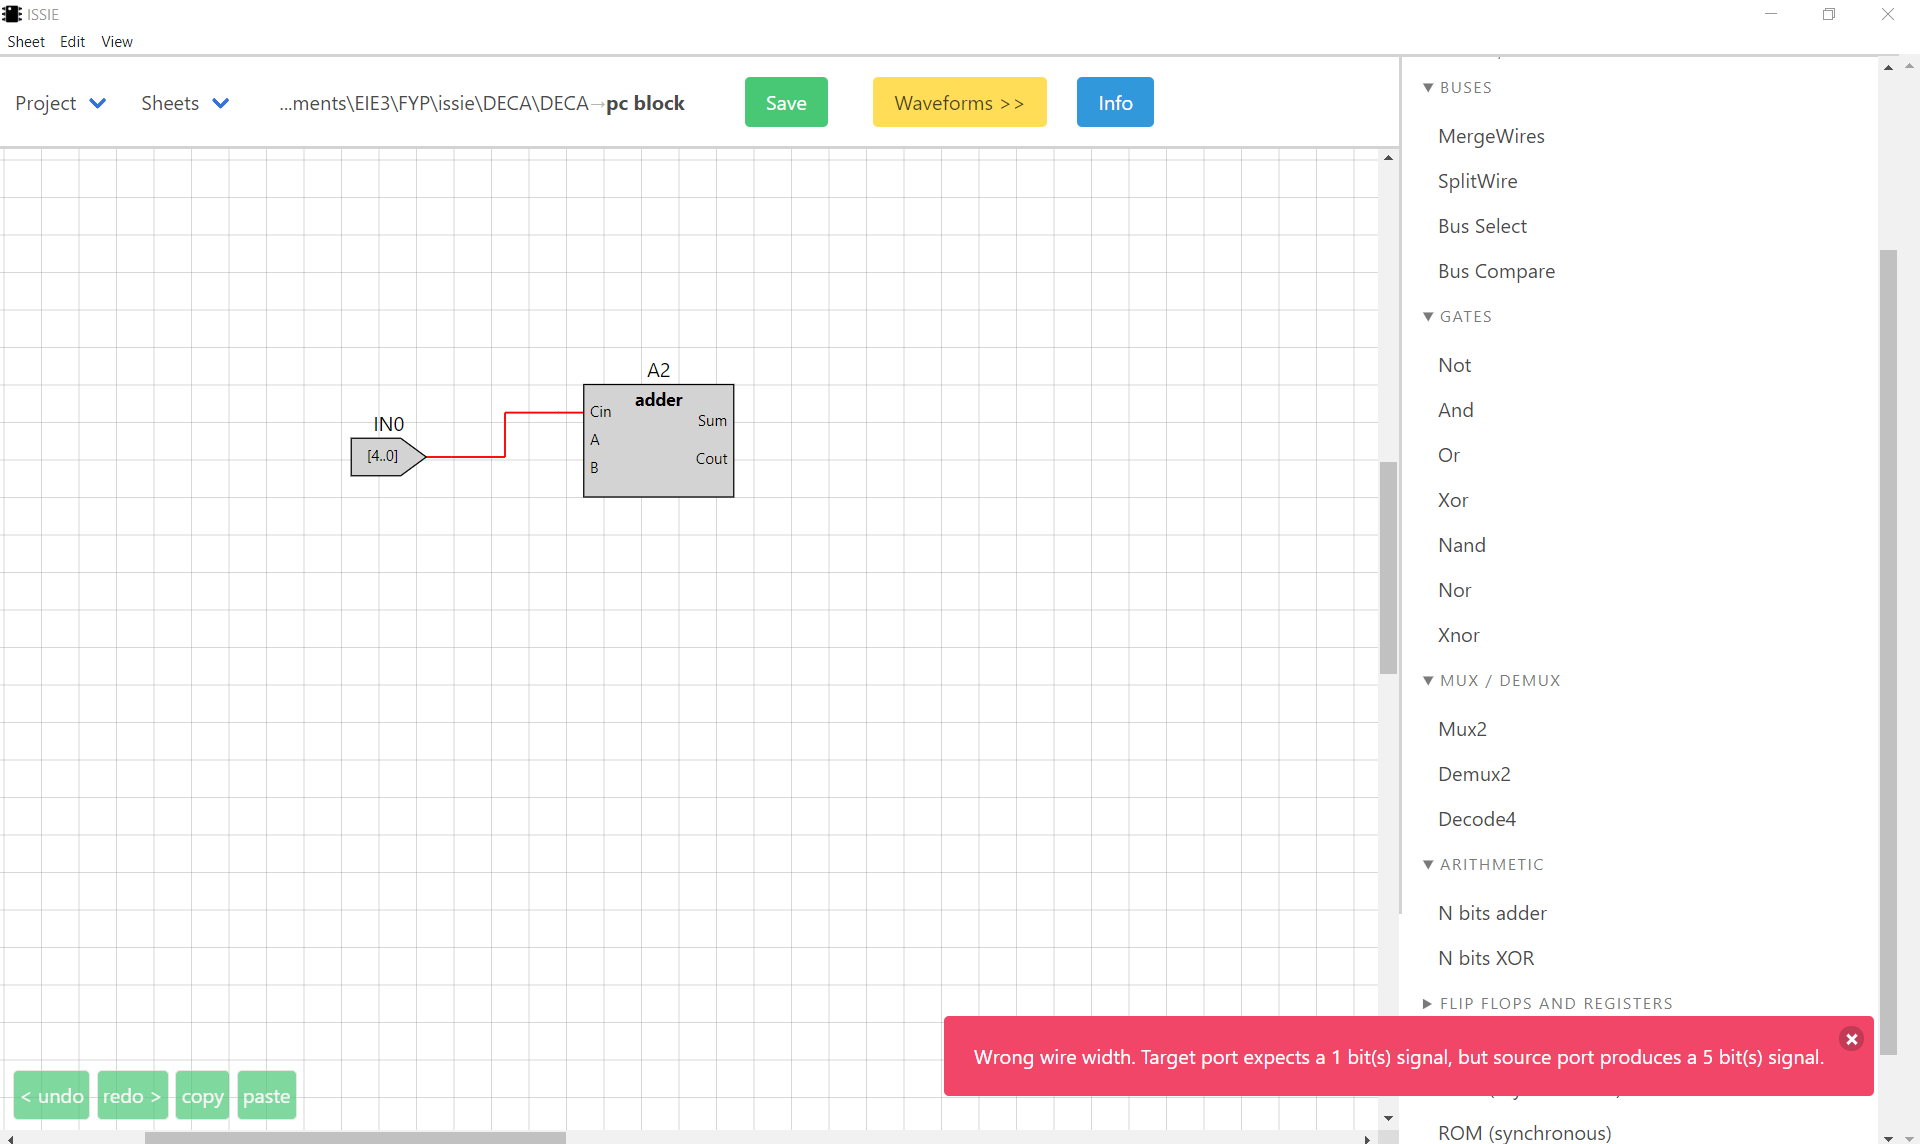 ISSIE
Sheet Edit View
Project Sheets ...ments\EIE3\FYP\issie\DECA\DECA→pc block Save Waveforms >> Info
BUSES
MergeWires
SplitWire
Bus Select
Bus Compare
GATES
Not
And
Or
Xor
Nand
Nor
Xnor
MUX / DEMUX
Mux2
Demux2
Decode4
ARITHMETIC
N bits adder
N bits XOR
FLIP FLOPS AND REGISTERS
ROM (synchronous)
IN0
[4..0]
A2
adder
Cin
A
B
Sum
Cout
Wrong wire width. Target port expects a 1 bit(s) signal, but source port produces a 5 bit(s) signal.
< undo redo > copy paste